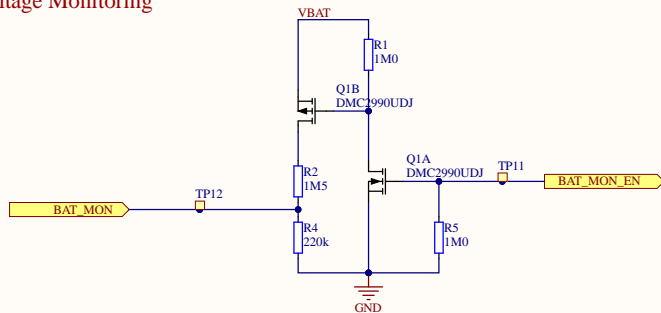 tage Monitoring
VBAT
R1
1M0
Q1B
DMC2990UDJ
Q1A
DMC2990UDJ
TP11
BAT_MON_EN
R2
1M5
TP12
BAT_MON
R4
220k
R5
1M0
GND